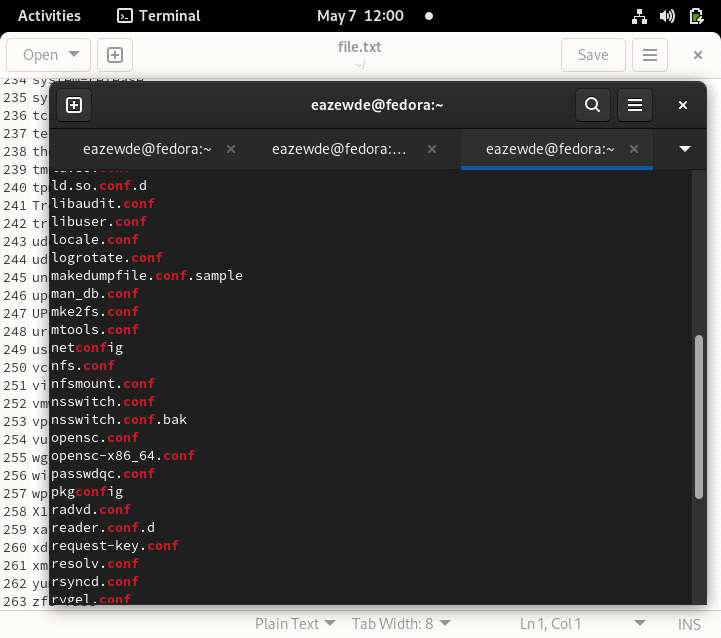 Activities Terminal May 7 12:00
Open file.txt Save
~/
234 system-release
eazewde@fedora:~
235 sy
236 tc
237 te
238 the
eazewde@fedora:~ eazewde@fedora:... eazewde@fedora:~
239 tm
240 tp
241 Tr
242 tr
243 ud
244 ud
245 un
246 up
247 UP
248 ur
249 us
250 vc
251 vi
252 vm
253 vp
254 vu
255 wg
256 wi
257 wp
258 X1
259 xa
260 xd
261 xm
262 yu
263 zf
ld.so.conf.d
libaudit.conf
libuser.conf
locale.conf
logrotate.conf
makedumpfile.conf.sample
man_db.conf
mke2fs.conf
mtools.conf
netconfig
nfs.conf
nfsmount.conf
nsswitch.conf
nsswitch.conf.bak
opensc.conf
opensc-x86_64.conf
passwdqc.conf
pkgconfig
radvd.conf
reader.conf.d
request-key.conf
resolv.conf
rsyncd.conf
rygel.conf
Plain Text Tab Width: 8 Ln 1, Col 1 INS